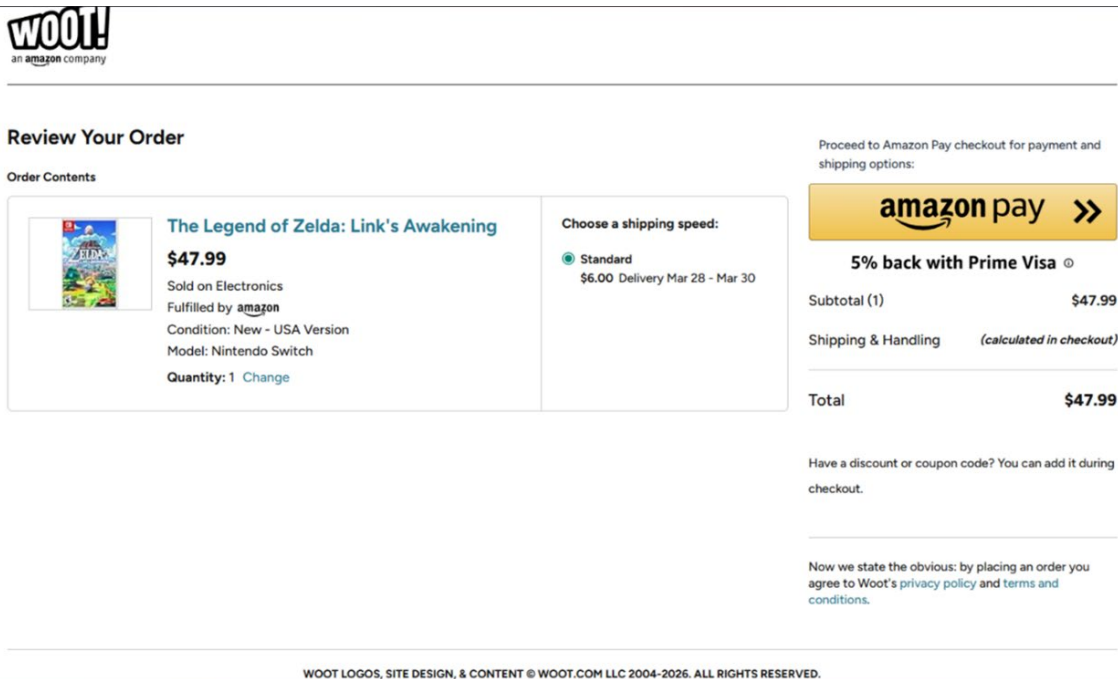 WOOT!
an amazon company
Review Your Order
Order Contents
The Legend of Zelda: Link's Awakening
$47.99
Sold on Electronics
Fulfilled by amazon
Condition: New - USA Version
Model: Nintendo Switch
Quantity: 1 Change
Choose a shipping speed:
Standard
$6.00 Delivery Mar 28 - Mar 30
Proceed to Amazon Pay checkout for payment and
shipping options:
amazon pay
5% back with Prime Visa
Subtotal (1) $47.99
Shipping & Handling (calculated in checkout)
Total $47.99
Have a discount or coupon code? You can add it during
checkout.
Now we state the obvious: by placing an order you
agree to Woot's privacy policy and terms and
conditions.
WOOT LOGOS, SITE DESIGN, & CONTENT © WOOT.COM LLC 2004-2026. ALL RIGHTS RESERVED.